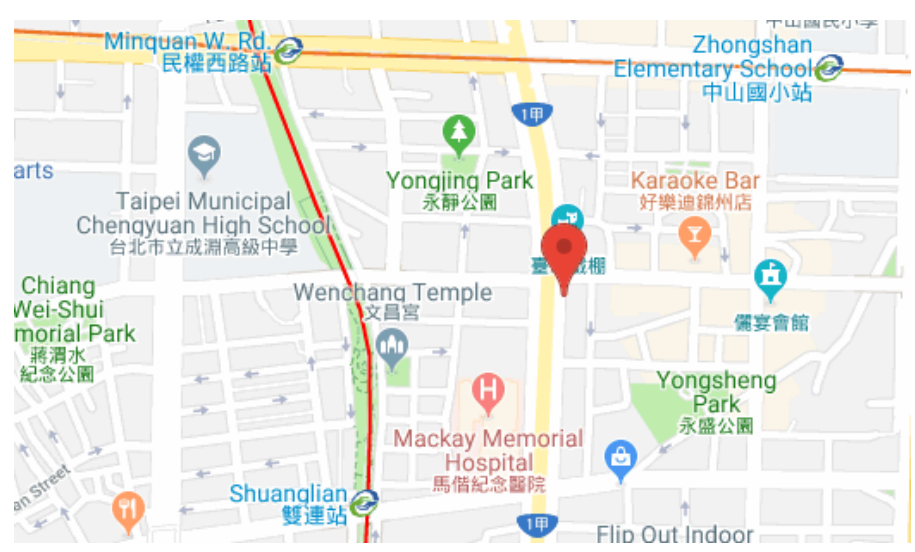 Minquan W. Rd.
民權西路站
Zhongshan
Elementary School
中山國小站
1甲
arts
Yongjing Park
永靜公園
Karaoke Bar
好樂迪錦州店
Taipei Municipal
Chengyuan High School
台北市立成淵高級中學
Chiang
Wei-Shui
morial Park
蔣渭水
紀念公園
Wenchang Temple
文昌宮
儷宴會館
Yongsheng
Park
永盛公園
H
Mackay Memorial
Hospital
馬偕紀念醫院
an Street
Shuanglian
雙連站
1甲
Flip Out Indoor